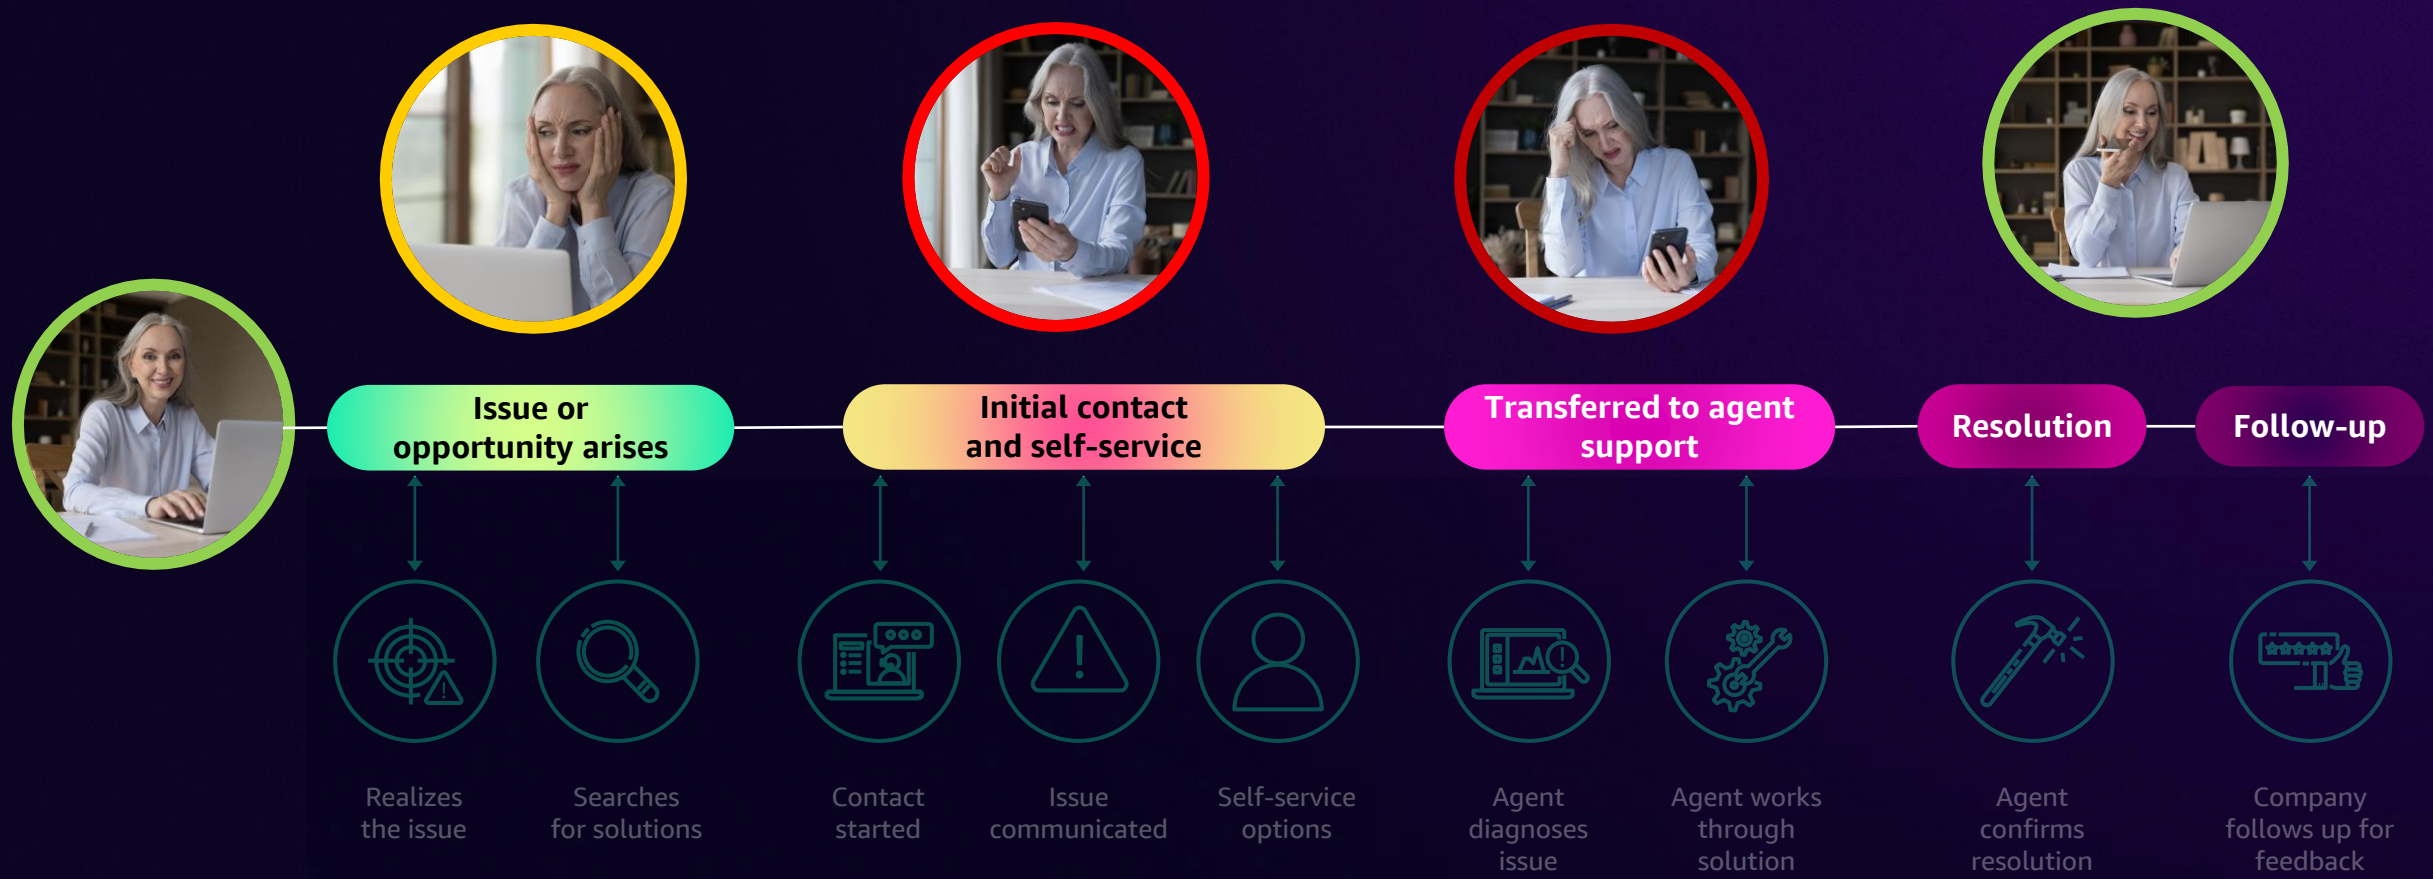 Issue or
opportunity arises
Initial contact
and self-service
Transferred to agent
support
Resolution
Follow-up
Realizes
the issue
Searches
for solutions
Contact
started
Issue
communicated
Self-service
options
Agent
diagnoses
issue
Agent works
through
solution
Agent
confirms
resolution
Company
follows up for
feedback